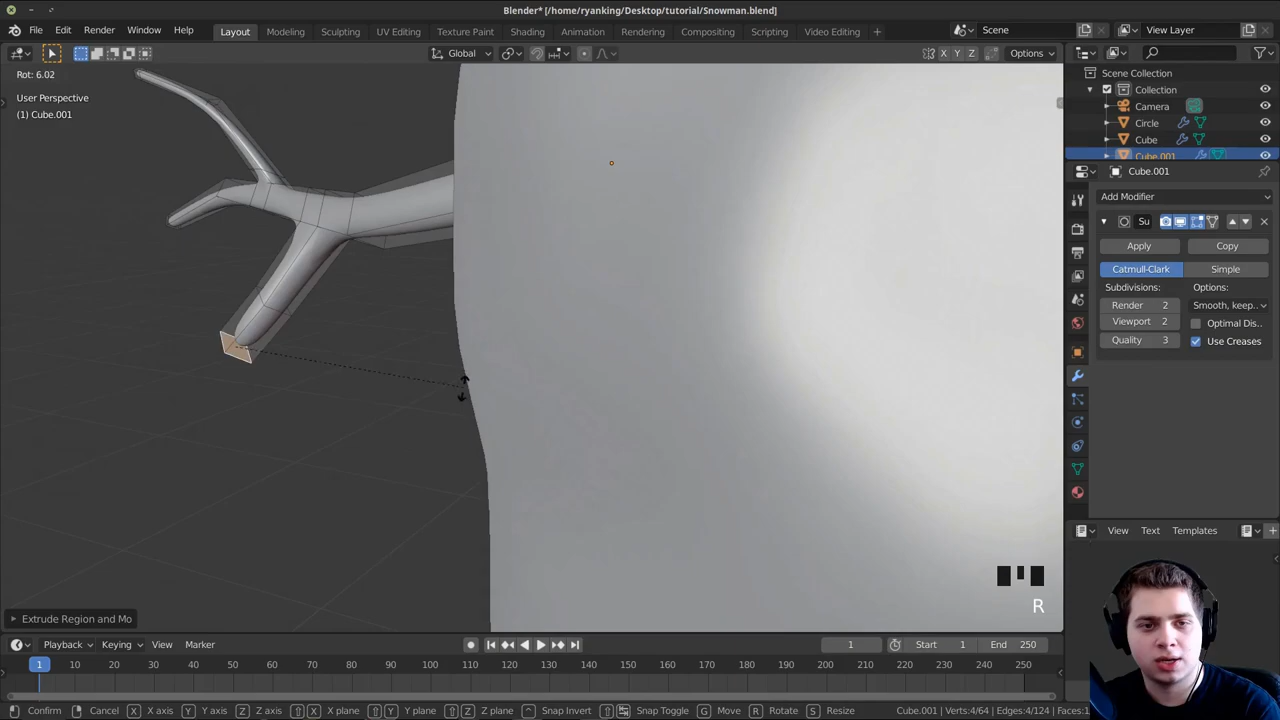 Blender* [/home/ryanking/Desktop/tutorial/Snowman.blend]
File Edit Render Window Help Layout Modeling Sculpting UV Editing Texture Paint Shading Animation Rendering Compositing Video Editing Scripting + Scene View Layer
Global X Y Z Options
Rot: 6.02
User Perspective
(1) Cube.001
Scene Collection
Collection
Camera
Circle
Cube
Cube.001
Cube.001
Add Modifier
Su
Apply Copy
Catmull-Clark Simple
Subdivisions: Options:
Render 2 Smooth, keep..
Viewport 2 Optimal Dis..
Quality 3 Use Creases
View Text Templates
R
Extrude Region and Mo
Playback Keying View Marker 1 Start 1 End 250
1 10 20 30 40 50 60 70 80 90 100 110 120 130 140 150 160 170 180 190 200 210 220 230 240 250
Confirm Cancel X X axis Y Y axis Z Z axis X X plane Y Y plane Z Z plane Snap Invert Snap Toggle G Move R Rotate S Resize Cube.001 | Verts:4/64 | Edges:4/124 | Faces:1